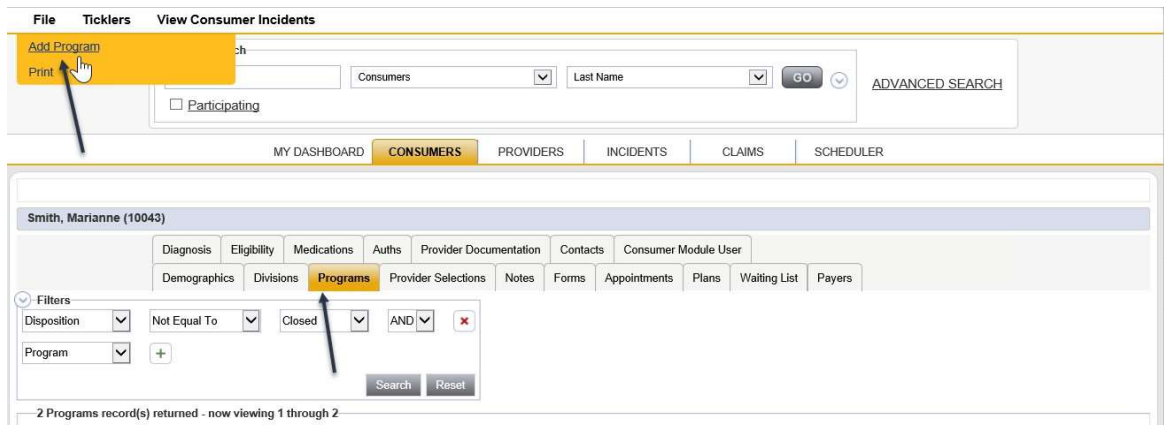 File Ticklers View Consumer Incidents
Add Program
Print
Consumers Last Name GO ADVANCED SEARCH
Participating
MY DASHBOARD CONSUMERS PROVIDERS INCIDENTS CLAIMS SCHEDULER
Smith, Marianne (10043)
Diagnosis Eligibility Medications Auths Provider Documentation Contacts Consumer Module User
Demographics Divisions Programs Provider Selections Notes Forms Appointments Plans Waiting List Payers
Filters
Disposition Not Equal To Closed AND
Program
Search Reset
2 Programs record(s) returned - now viewing 1 through 2